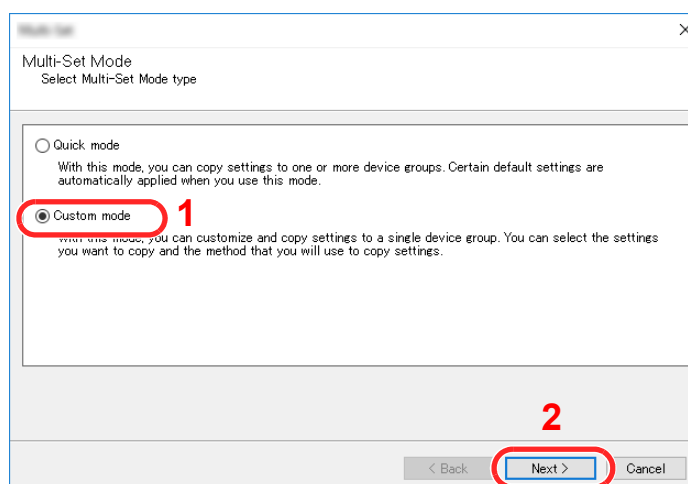 Multi-Set Mode
Select Multi-Set Mode type
Quick mode
With this mode, you can copy settings to one or more device groups. Certain default settings are
automatically applied when you use this mode.
Custom mode
1
With this mode, you can customize and copy settings to a single device group. You can select the settings
you want to copy and the method that you will use to copy settings.
2
< Back
Next >
Cancel